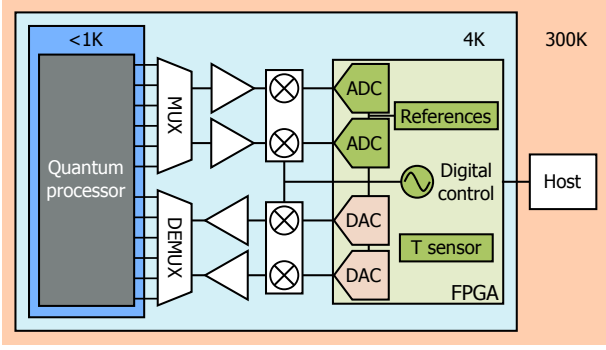 <1K
4K
300K
Quantum
processor
MUX
DEMUX
ADC
ADC
References
Digital
control
DAC
DAC
T sensor
FPGA
Host